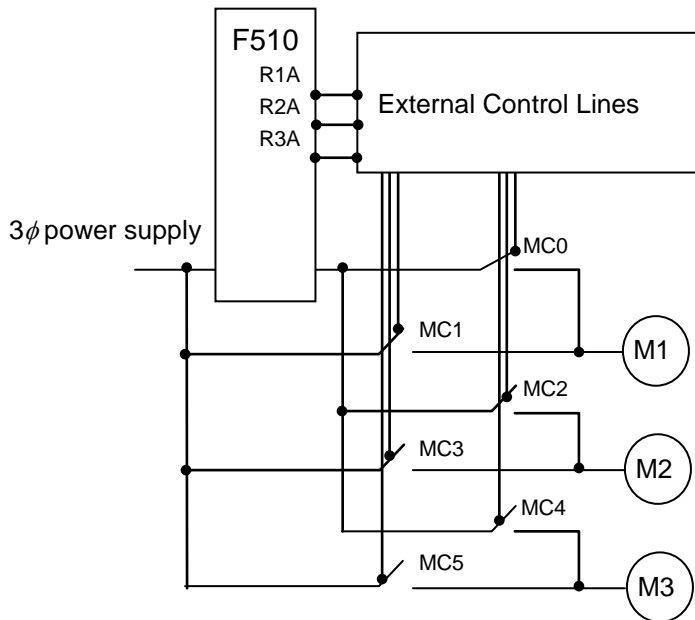 F510
R1A
R2A
R3A
External Control Lines
3ϕ power supply
MC0
MC1
M1
MC2
MC3
M2
MC4
MC5
M3